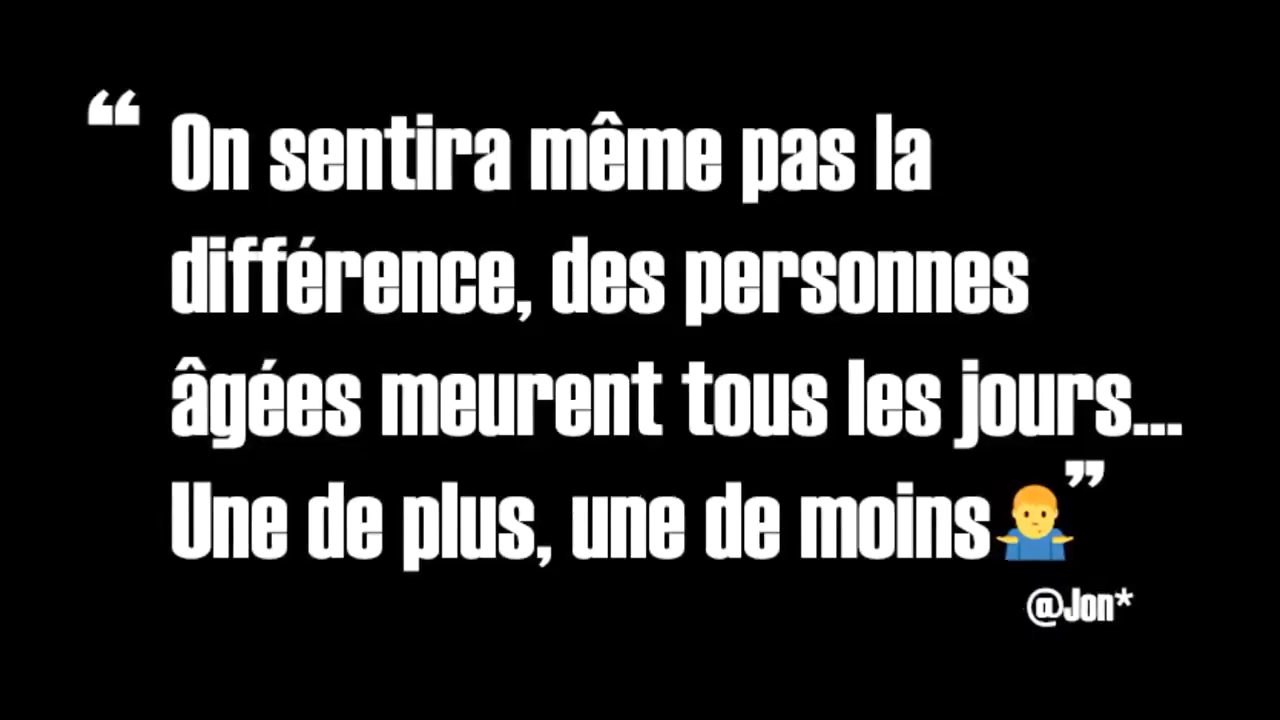 “ On sentira même pas la
différence, des personnes
âgées meurent tous les jours...
Une de plus, une de moins🤷‍♂️”
@Jon*